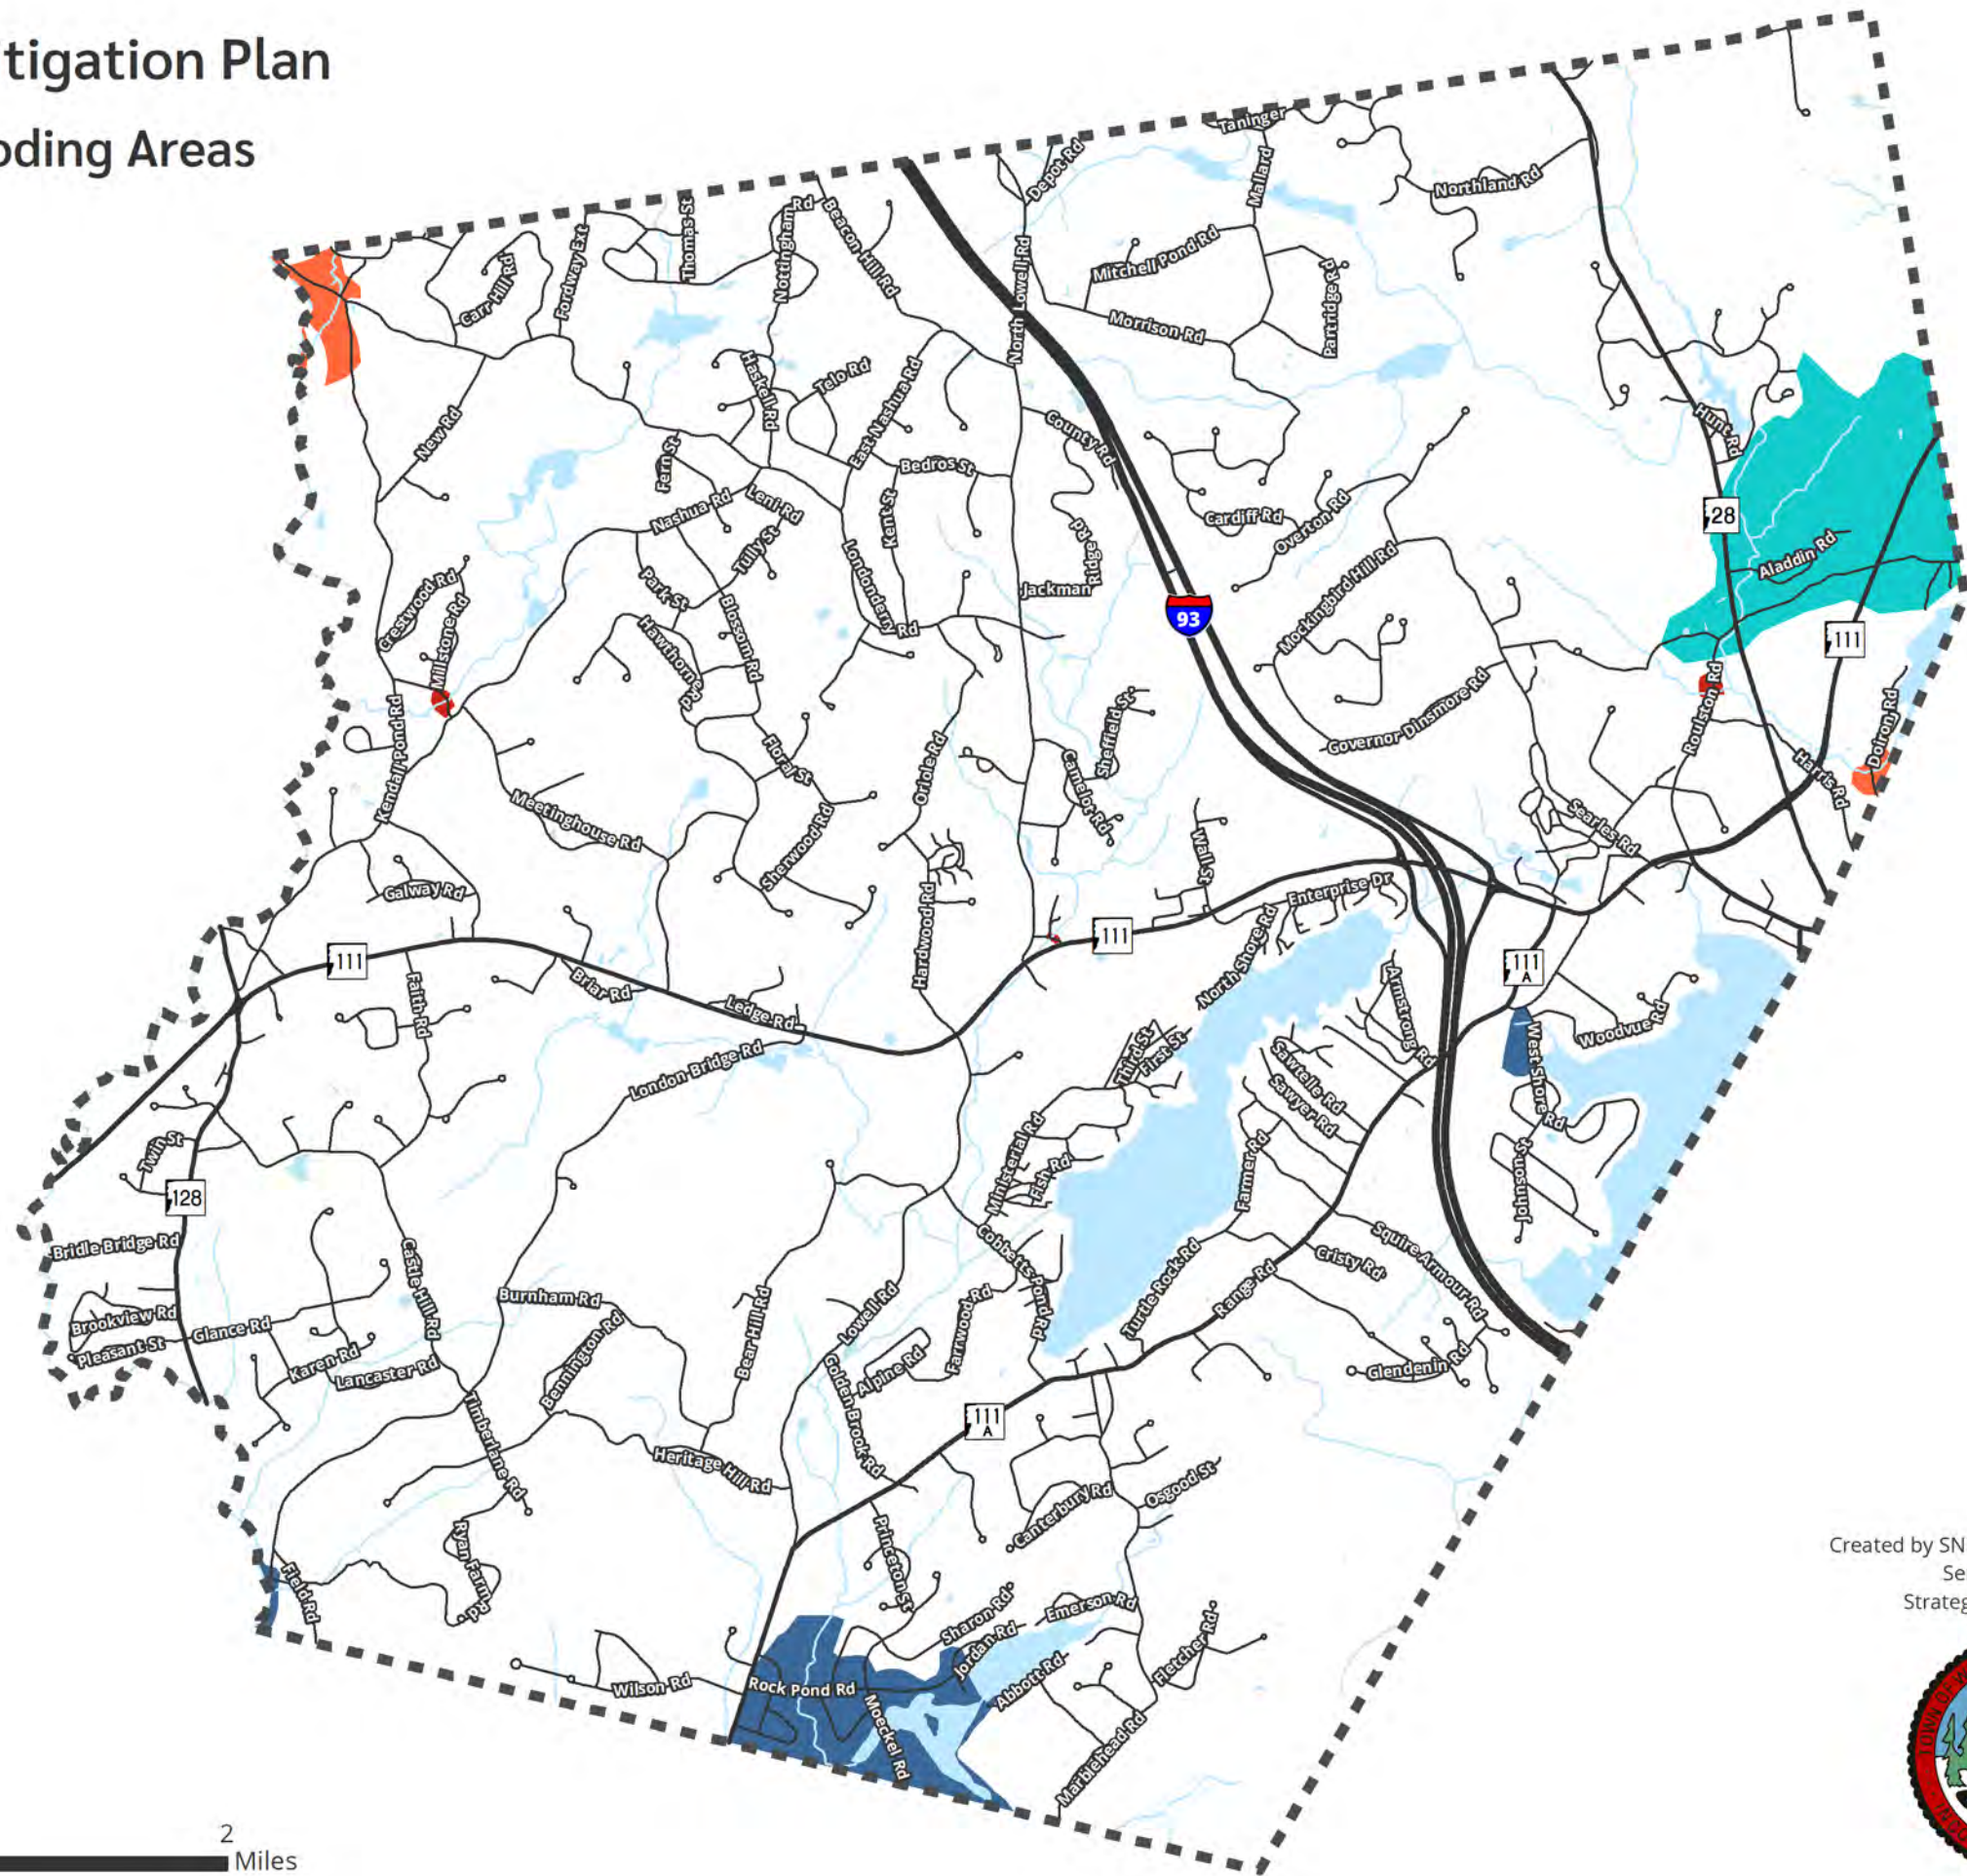 tigation Plan
oding Areas
Taninger
Depot Rd
Mallard
Northland Rd
Thomas St
Nottingham Rd
Beacon Hill Rd
Fordway Ext
Carr Hill Rd
North Lowell Rd
Mitchell Pond Rd
Morrison Rd
Partridge Rd
Haskell Rd
Telo Rd
East Nashua Rd
New Rd
County Rd
Hunt Rd
Fern St
Bedros St
Nashua Rd
Leni Rd
Kent St
Cardiff Rd
Overton Rd
28
Tully St
Jackman Ridge Rd
Aladdin Rd
Londonderry Rd
Mockingbird Hill Rd
Crestwood Rd
Millstone Rd
Park St
Blossom Rd
93
Hawthorne Rd
111
Kendall Pond Rd
Sheffield St
Governor Dinsmore Rd
Roulston Rd
Doiron Rd
Floral St
Oriole Rd
Camelot Rd
Harris Rd
Meetinghouse Rd
Sherwood Rd
Wall St
Searles Rd
Galway Rd
Hardwood Rd
Enterprise Dr
111
North Shore Rd
111
Faith Rd
Briar Rd
Ledge Rd
Armstrong Rd
111
A
Woodvue Rd
London Bridge Rd
Third St
First St
Sawtelle Rd
Sawyer Rd
West Shore Rd
Twin St
Ministerial Rd
Fish Rd
Farmer Rd
Johnson St
128
Bridle Bridge Rd
Castle Hill Rd
Cobbetts Pond Rd
Squire Armour Rd
Cristy Rd
Turtle Rock Rd
Range Rd
Brookview Rd
Glance Rd
Pleasant St
Burnham Rd
Bear Hill Rd
Lowell Rd
Farwood Rd
Karen Rd
Lancaster Rd
Bennington Rd
Alpine Rd
Golden Brook Rd
Glendenin Rd
Timberlane Rd
111
A
Heritage Hill Rd
Osgood St
Canterbury Rd
Princeton St
Ryan Farm Rd
Field Rd
Sharon Rd
Emerson Rd
Jordan Rd
Fletcher Rd
Abbott Rd
Wilson Rd
Rock Pond Rd
Moeckel Rd
Marblehead Rd
Created by SN
Se
Strateg
TOWN OF W
2
Miles